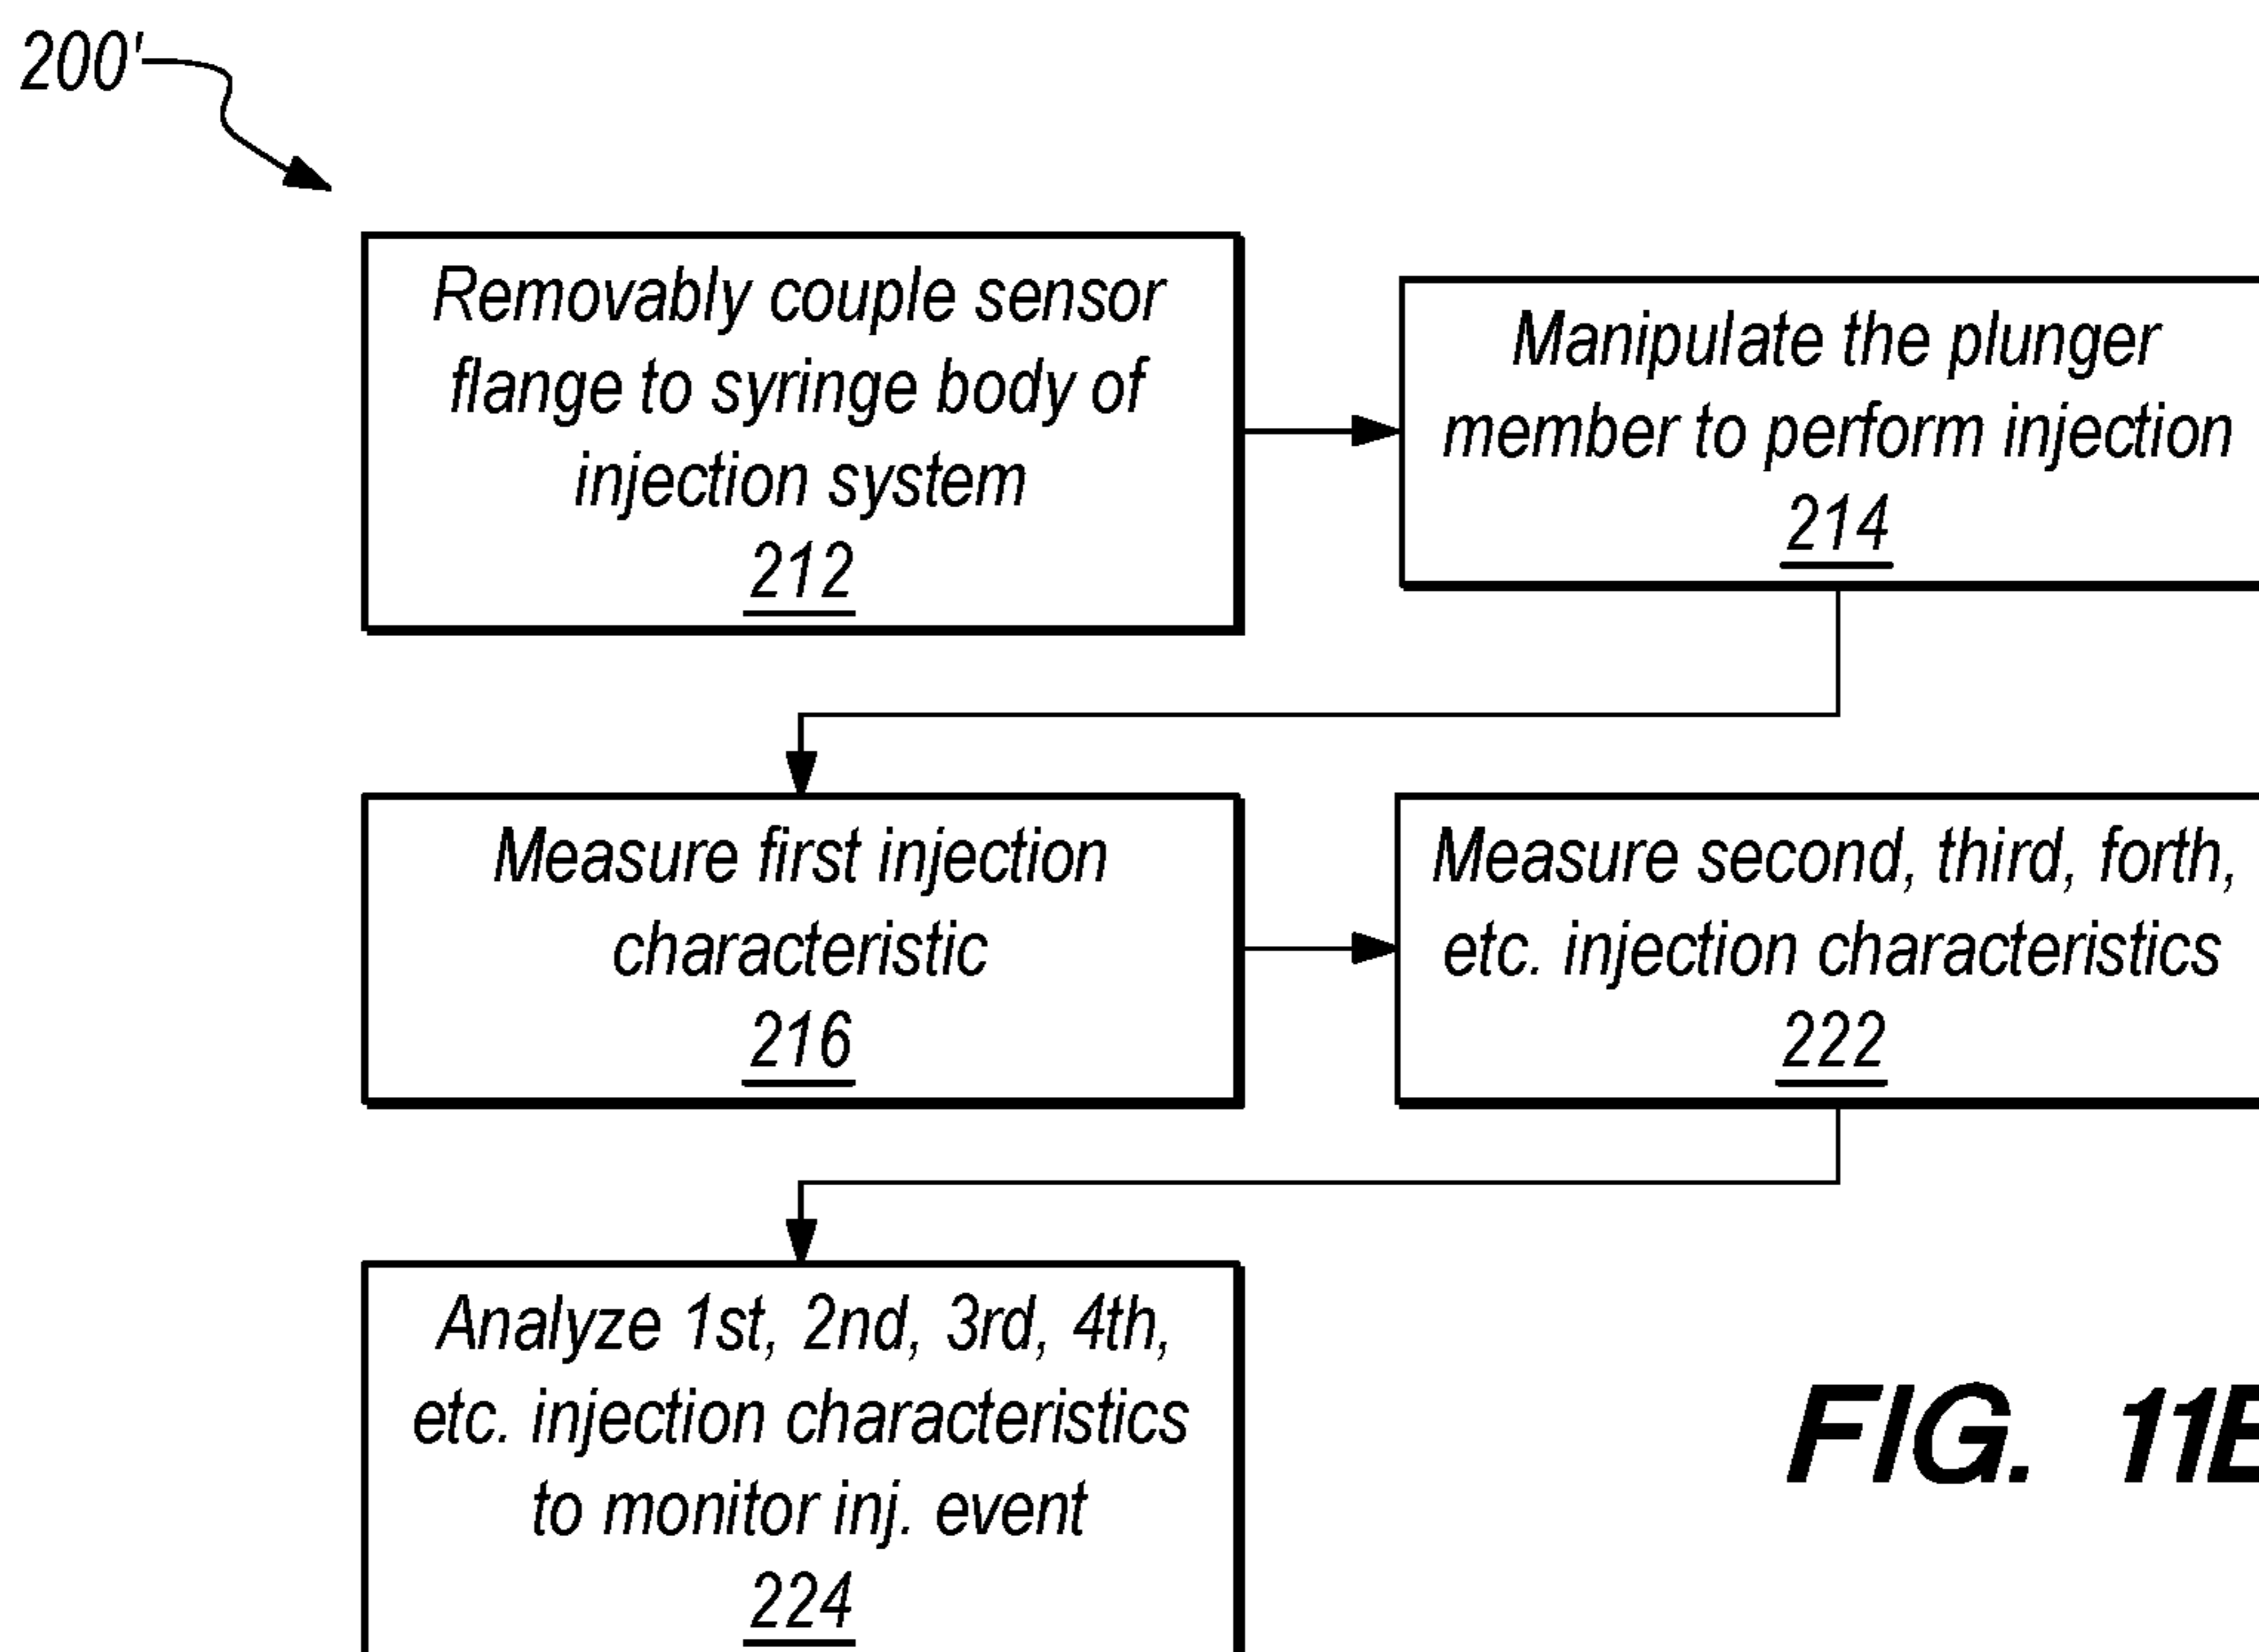 200'
Removably couple sensor
flange to syringe body of
injection system
212
Manipulate the plunger
member to perform injection
214
Measure first injection
characteristic
216
Measure second, third, forth,
etc. injection characteristics
222
Analyze 1st, 2nd, 3rd, 4th,
etc. injection characteristics
to monitor inj. event
224
FIG.